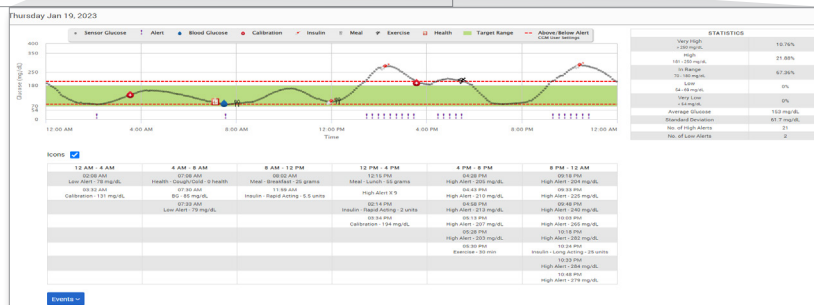 Thursday Jan 19, 2023
Sensor Glucose
Alert
Blood Glucose
Calibration
Insulin
Meal
Exercise
Health
Target Range
Above/Below Alert
CGM User Settings
Glucose (mg/dL)
400
350
250
180
70
54
0
12:00 AM 4:00 AM 8:00 AM 12:00 PM 4:00 PM 8:00 PM 12:00 AM
Time
STATISTICS
Very High 10.76%
> 250 mg/dL
High 21.88%
181 - 250 mg/dL
In Range 67.36%
70 - 180 mg/dL
Low 0%
54 - 69 mg/dL
Very Low 0%
< 54 mg/dL
Average Glucose 153 mg/dL
Standard Deviation 61.7 mg/dL
No. of High Alerts 21
No. of Low Alerts 2
Icons
12 AM - 4 AM 4 AM - 8 AM 8 AM - 12 PM 12 PM - 4 PM 4 PM - 8 PM 8 PM - 12 AM
02:08 AM
Low Alert - 78 mg/dL
07:08 AM
Health - Cough/Cold - 0 health
08:02 AM
Meal - Breakfast - 25 grams
12:15 PM
Meal - Lunch - 55 grams
04:28 PM
High Alert - 205 mg/dL
09:18 PM
High Alert - 204 mg/dL
03:32 AM
Calibration - 131 mg/dL
07:30 AM
BG - 85 mg/dL
11:58 AM
Insulin - Rapid Acting - 5.5 units
High Alert X 9
04:43 PM
High Alert - 210 mg/dL
09:33 PM
High Alert - 225 mg/dL
07:33 AM
Low Alert - 79 mg/dL
02:14 PM
Insulin - Rapid Acting - 2 units
04:58 PM
High Alert - 213 mg/dL
09:48 PM
High Alert - 240 mg/dL
03:34 PM
Calibration - 194 mg/dL
05:13 PM
High Alert - 207 mg/dL
10:03 PM
High Alert - 265 mg/dL
05:28 PM
High Alert - 203 mg/dL
10:18 PM
High Alert - 282 mg/dL
05:30 PM
Exercise - 30 min
10:24 PM
Insulin - Long Acting - 29 units
10:33 PM
High Alert - 284 mg/dL
10:48 PM
High Alert - 279 mg/dL
Events